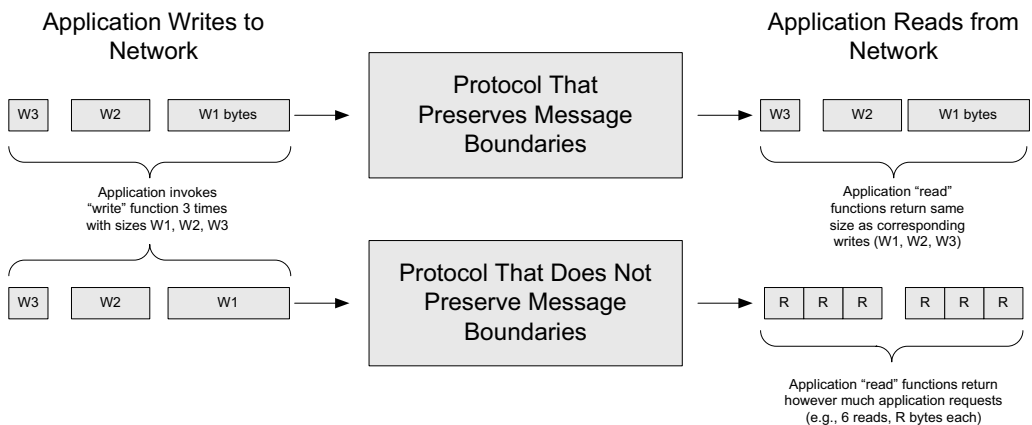 Application Writes to
Network
Application Reads from
Network
Protocol That
Preserves Message
Boundaries
W3
W2
W1 bytes
W3
W2
W1 bytes
Application invokes
“write” function 3 times
with sizes W1, W2, W3
Application “read”
functions return same
size as corresponding
writes (W1, W2, W3)
Protocol That Does Not
Preserve Message
Boundaries
W3
W2
W1
R
R
R
R
R
R
Application “read” functions return
however much application requests
(e.g., 6 reads, R bytes each)